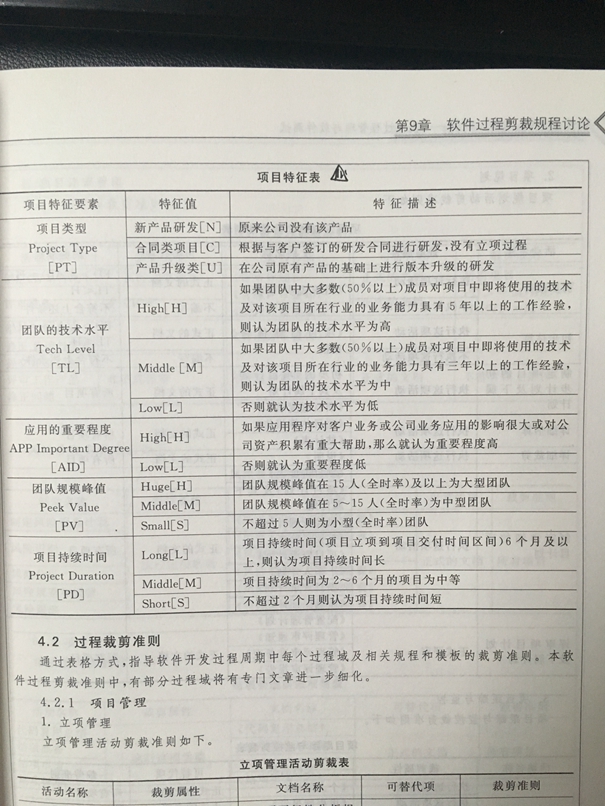 第9章 软件过程剪裁规程讨论
项目特征表
项目特征要素 特征值 特 征 描 述
项目类型
Project Type
[PT]
新产品研发[N] 原来公司没有该产品
合同类项目[C] 根据与客户签订的研发合同进行研发,没有立项过程
产品升级类[U] 在公司原有产品的基础上进行版本升级的研发
团队的技术水平
Tech Level
[TL]
High[H]
如果团队中大多数(50%以上)成员对项目中即将使用的技术
及对该项目所在行业的业务能力具有 5 年以上的工作经验,
则认为团队的技术水平为高
Middle [M]
如果团队中大多数(50%以上)成员对项目中即将使用的技术
及对该项目所在行业的业务能力具有三年以上的工作经验,
则认为团队的技术水平为中
Low[L] 否则就认为技术水平为低
应用的重要程度
APP Important Degree
[AID]
High[H]
如果应用程序对客户业务或公司业务应用的影响很大或对公
司资产积累有重大帮助,那么就认为重要程度高
Low[L] 否则就认为重要程度低
团队规模峰值
Peek Value
[PV]
Huge[H] 团队规模峰值在 15 人(全时率)及以上为大型团队
Middle[M] 团队规模峰值在 5~15 人(全时率)为中型团队
Small[S] 不超过 5 人则为小型(全时率)团队
项目持续时间
Project Duration
[PD]
Long[L]
项目持续时间(项目立项到项目交付时间区间)6 个月及以
上,则认为项目持续时间长
Middle[M] 项目持续时间为 2~6 个月的项目为中等
Short[S] 不超过 2 个月则认为项目持续时间短
4.2 过程裁剪准则
通过表格方式,指导软件开发过程周期中每个过程域及相关规程和模板的裁剪准则。本软
件过程剪裁准则中,有部分过程域将有专门文章进一步细化。
4.2.1 项目管理
1. 立项管理
立项管理活动剪裁准则如下。
立项管理活动剪裁表
活动名称 裁剪属性 文档名称 可替代项 裁剪准则